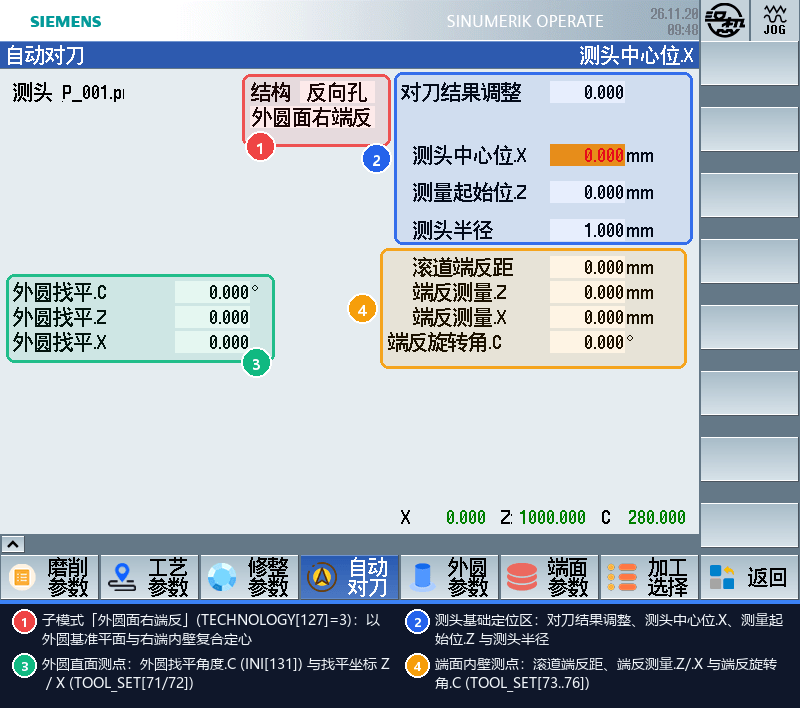 SIEMENS
SINUMERIK OPERATE
26.11.20
09:48
JOG
自动对刀
测头中心位.X
测头 P_001.p
结构 反向孔
外圆面右端反
1
对刀结果调整 0.000
2
测头中心位.X 0.000 mm
测量起始位.Z 0.000 mm
测头半径 1.000 mm
滚道端反距 0.000 mm
端反测量.Z 0.000 mm
端反测量.X 0.000 mm
端反旋转角.C 0.000 °
4
外圆找平.C 0.000 °
外圆找平.Z 0.000
外圆找平.X 0.000
3
X 0.000 Z: 1000.000 C 280.000
磨削参数
工艺参数
修整参数
自动对刀
外圆参数
端面参数
加工选择
返回
1 子模式「外圆面右端反」(TECHNOLOGY[127]=3)：以
外圆基准平面与右端内壁复合定心
2 测头基础定位区：对刀结果调整、测头中心位.X、测量起
始位.Z 与测头半径
3 外圆直面测点：外圆找平角度.C (INI[131]) 与找平坐标 Z
/ X (TOOL_SET[71/72])
4 端面内壁测点：滚道端反距、端反测量.Z/.X 与端反旋转
角.C (TOOL_SET[73..76])